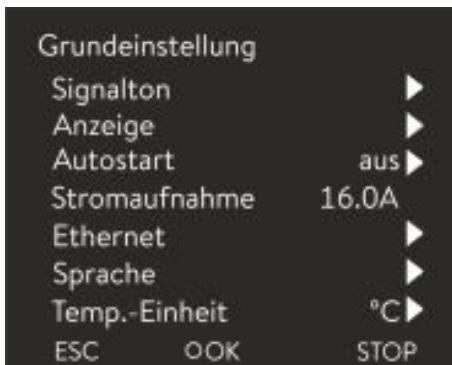 Grundeinstellung
Signalton
Anzeige
Autostart aus
Stromaufnahme 16.0A
Ethernet
Sprache
Temp.-Einheit °C
ESC OOK STOP